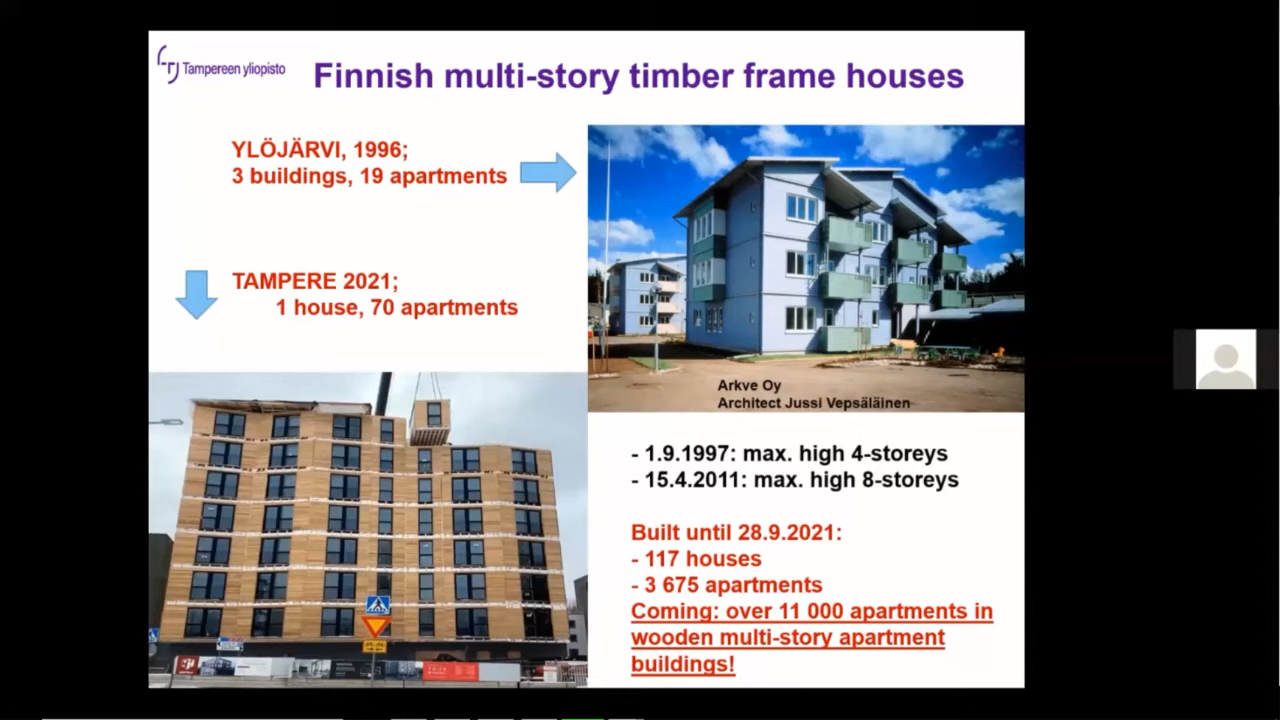 Tampereen yliopisto
Finnish multi-story timber frame houses
YLÖJÄRVI, 1996;
3 buildings, 19 apartments
TAMPERE 2021;
1 house, 70 apartments
Arkve Oy
Architect Jussi Vepsäläinen
- 1.9.1997: max. high 4-storeys
- 15.4.2011: max. high 8-storeys
Built until 28.9.2021:
- 117 houses
- 3 675 apartments
Coming: over 11 000 apartments in
wooden multi-story apartment
buildings!